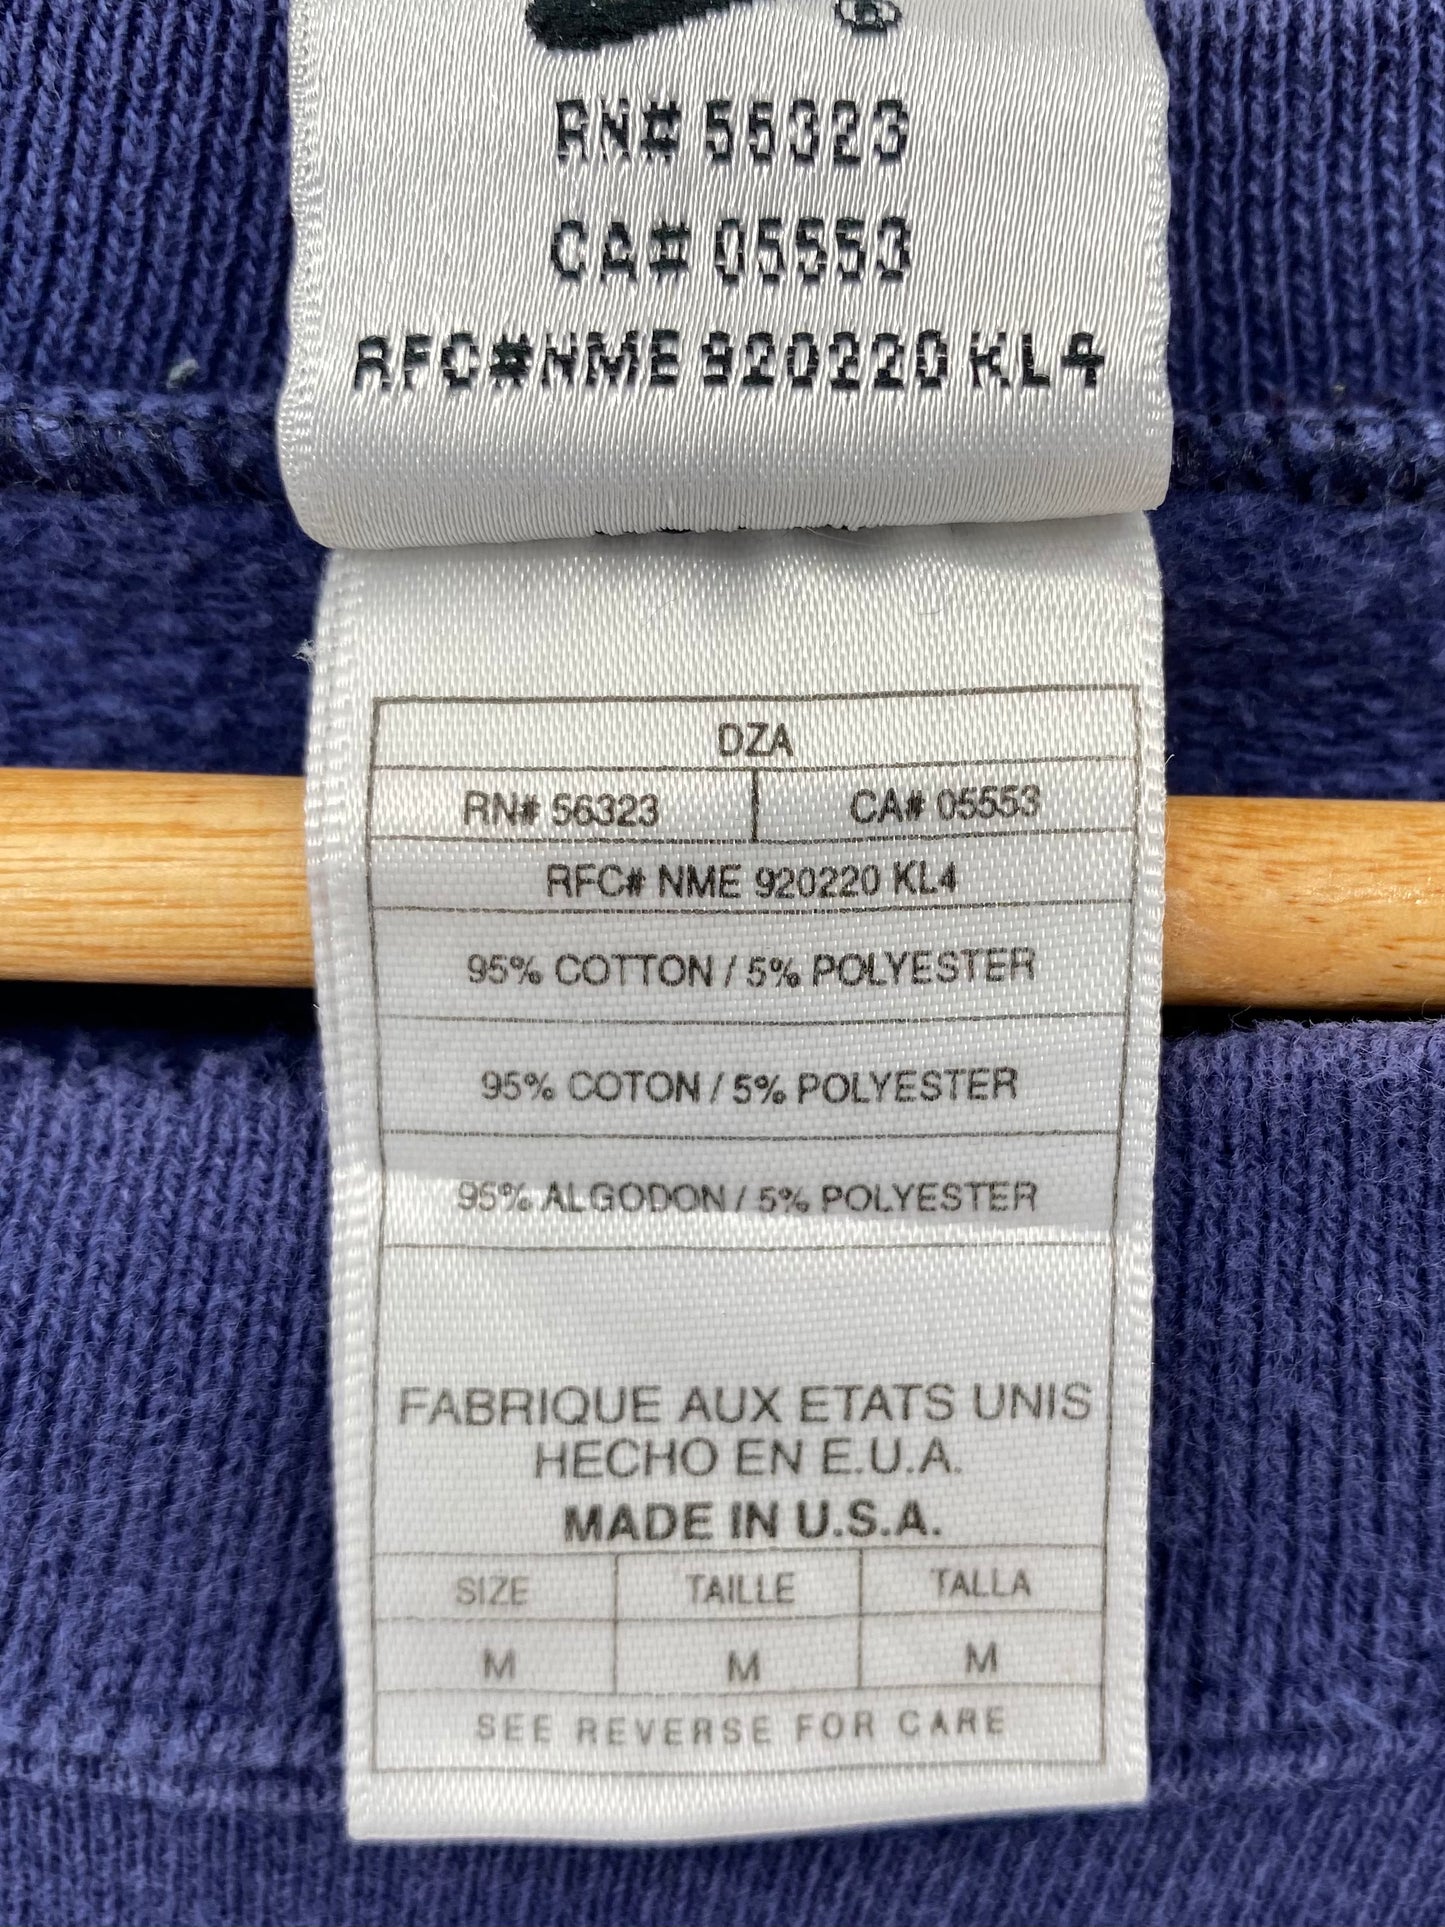 ®
RN# 56323
CA# 05553
RFC# NME 920220 KL4
DZA
RN# 56323 CA# 05553
RFC# NME 920220 KL4
95% COTTON / 5% POLYESTER
95% COTON / 5% POLYESTER
95% ALGODON / 5% POLYESTER
FABRIQUE AUX ETATS UNIS
HECHO EN E.U.A.
MADE IN U.S.A.
SIZE TAILLE TALLA
M M M
SEE REVERSE FOR CARE